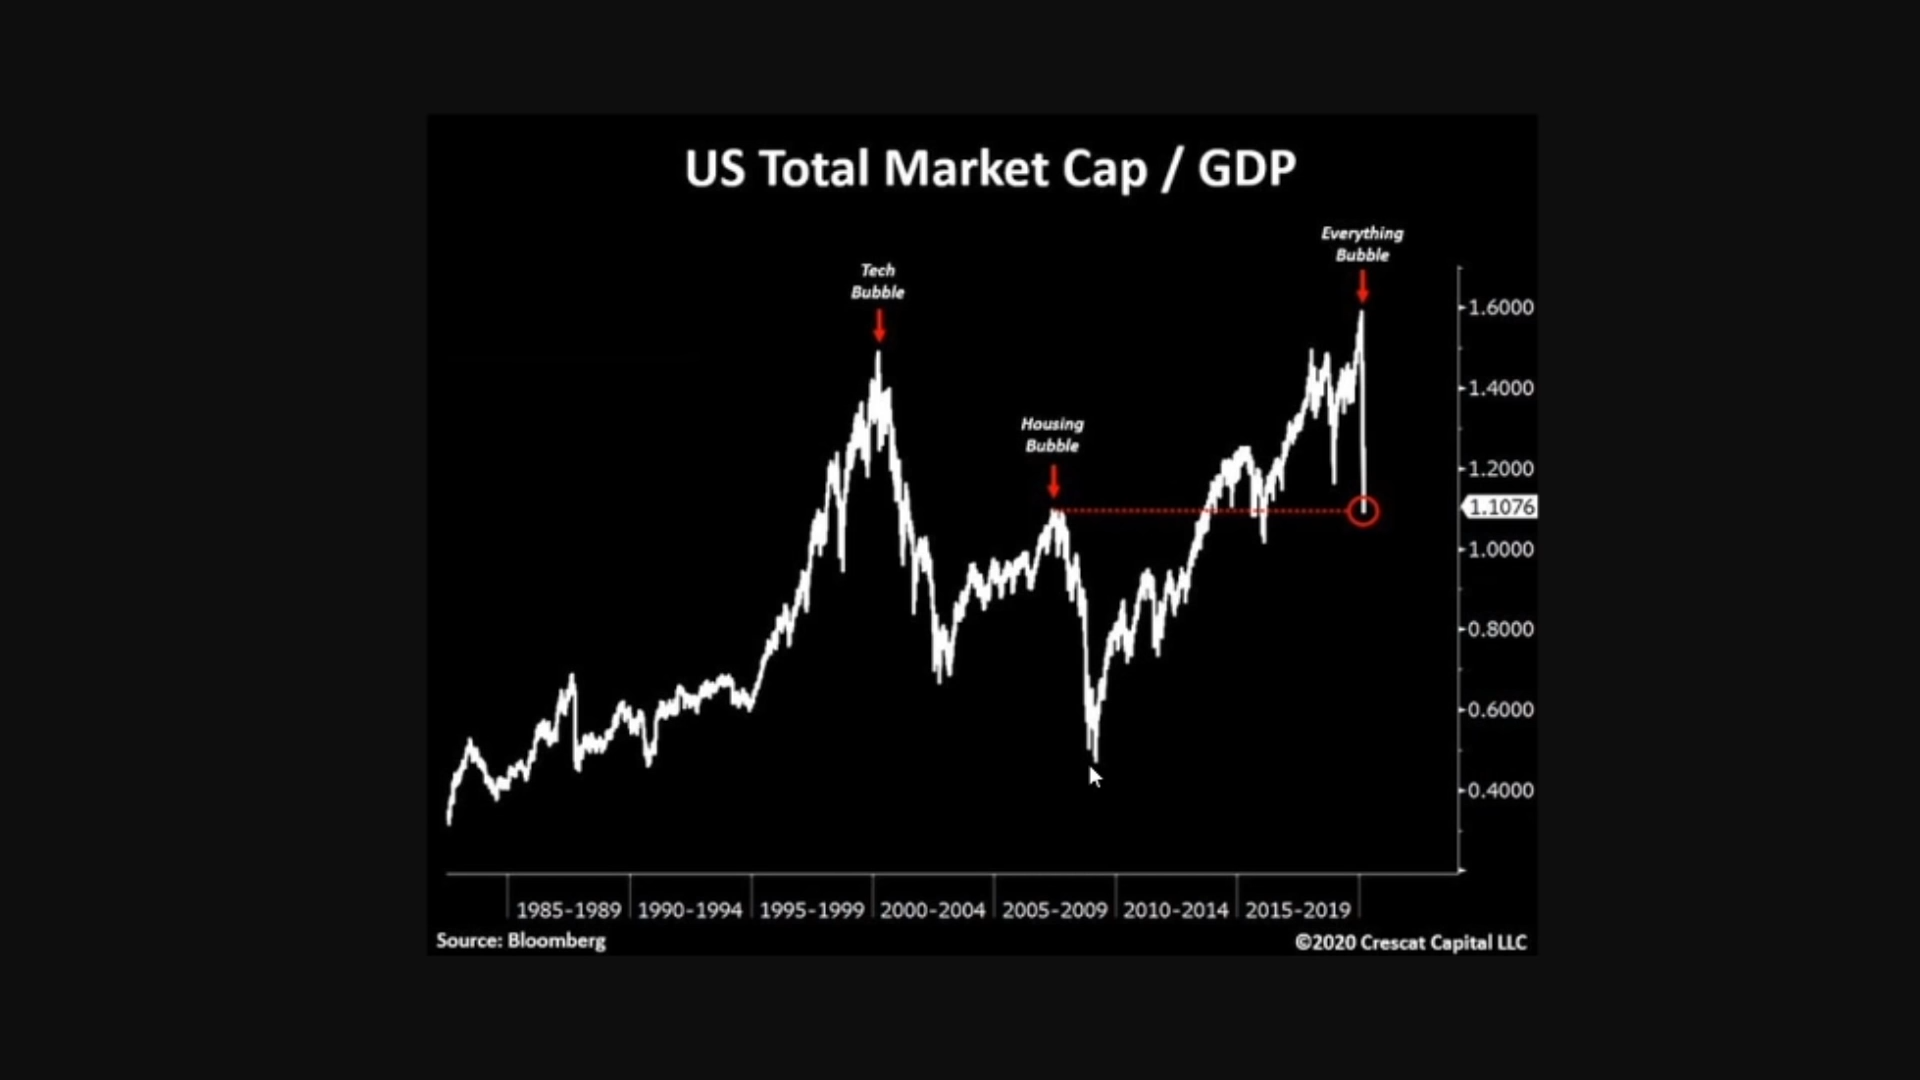 US Total Market Cap / GDP
Everything
Bubble
Tech
Bubble
Housing
Bubble
1.6000
1.4000
1.2000
1.1076
1.0000
0.8000
0.6000
0.4000
1985-1989 1990-1994 1995-1999 2000-2004 2005-2009 2010-2014 2015-2019
Source: Bloomberg
©2020 Crescat Capital LLC